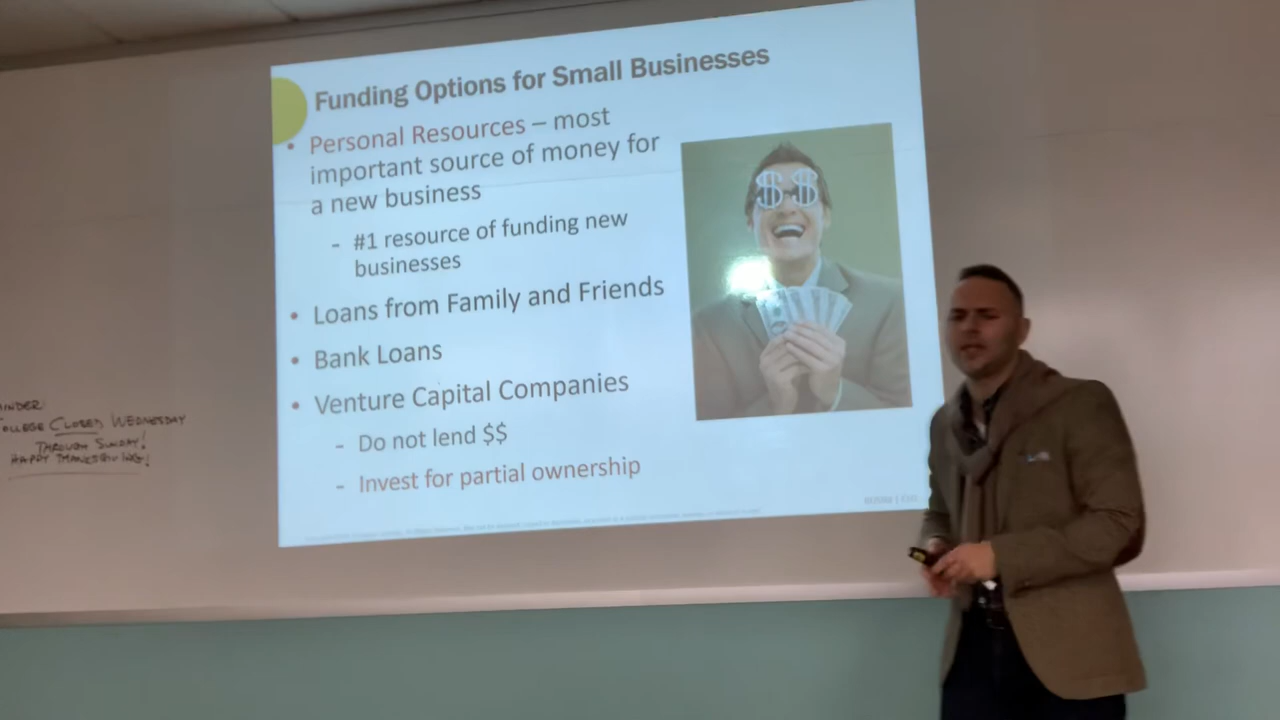 Funding Options for Small Businesses
• Personal Resources – most
important source of money for
a new business
- #1 resource of funding new
businesses
• Loans from Family and Friends
• Bank Loans
• Venture Capital Companies
- Do not lend $$
- Invest for partial ownership
$$
CLOSED WEDNESDAY
THROUGH SUNDAY!
HAPPY THANKSGIVING!